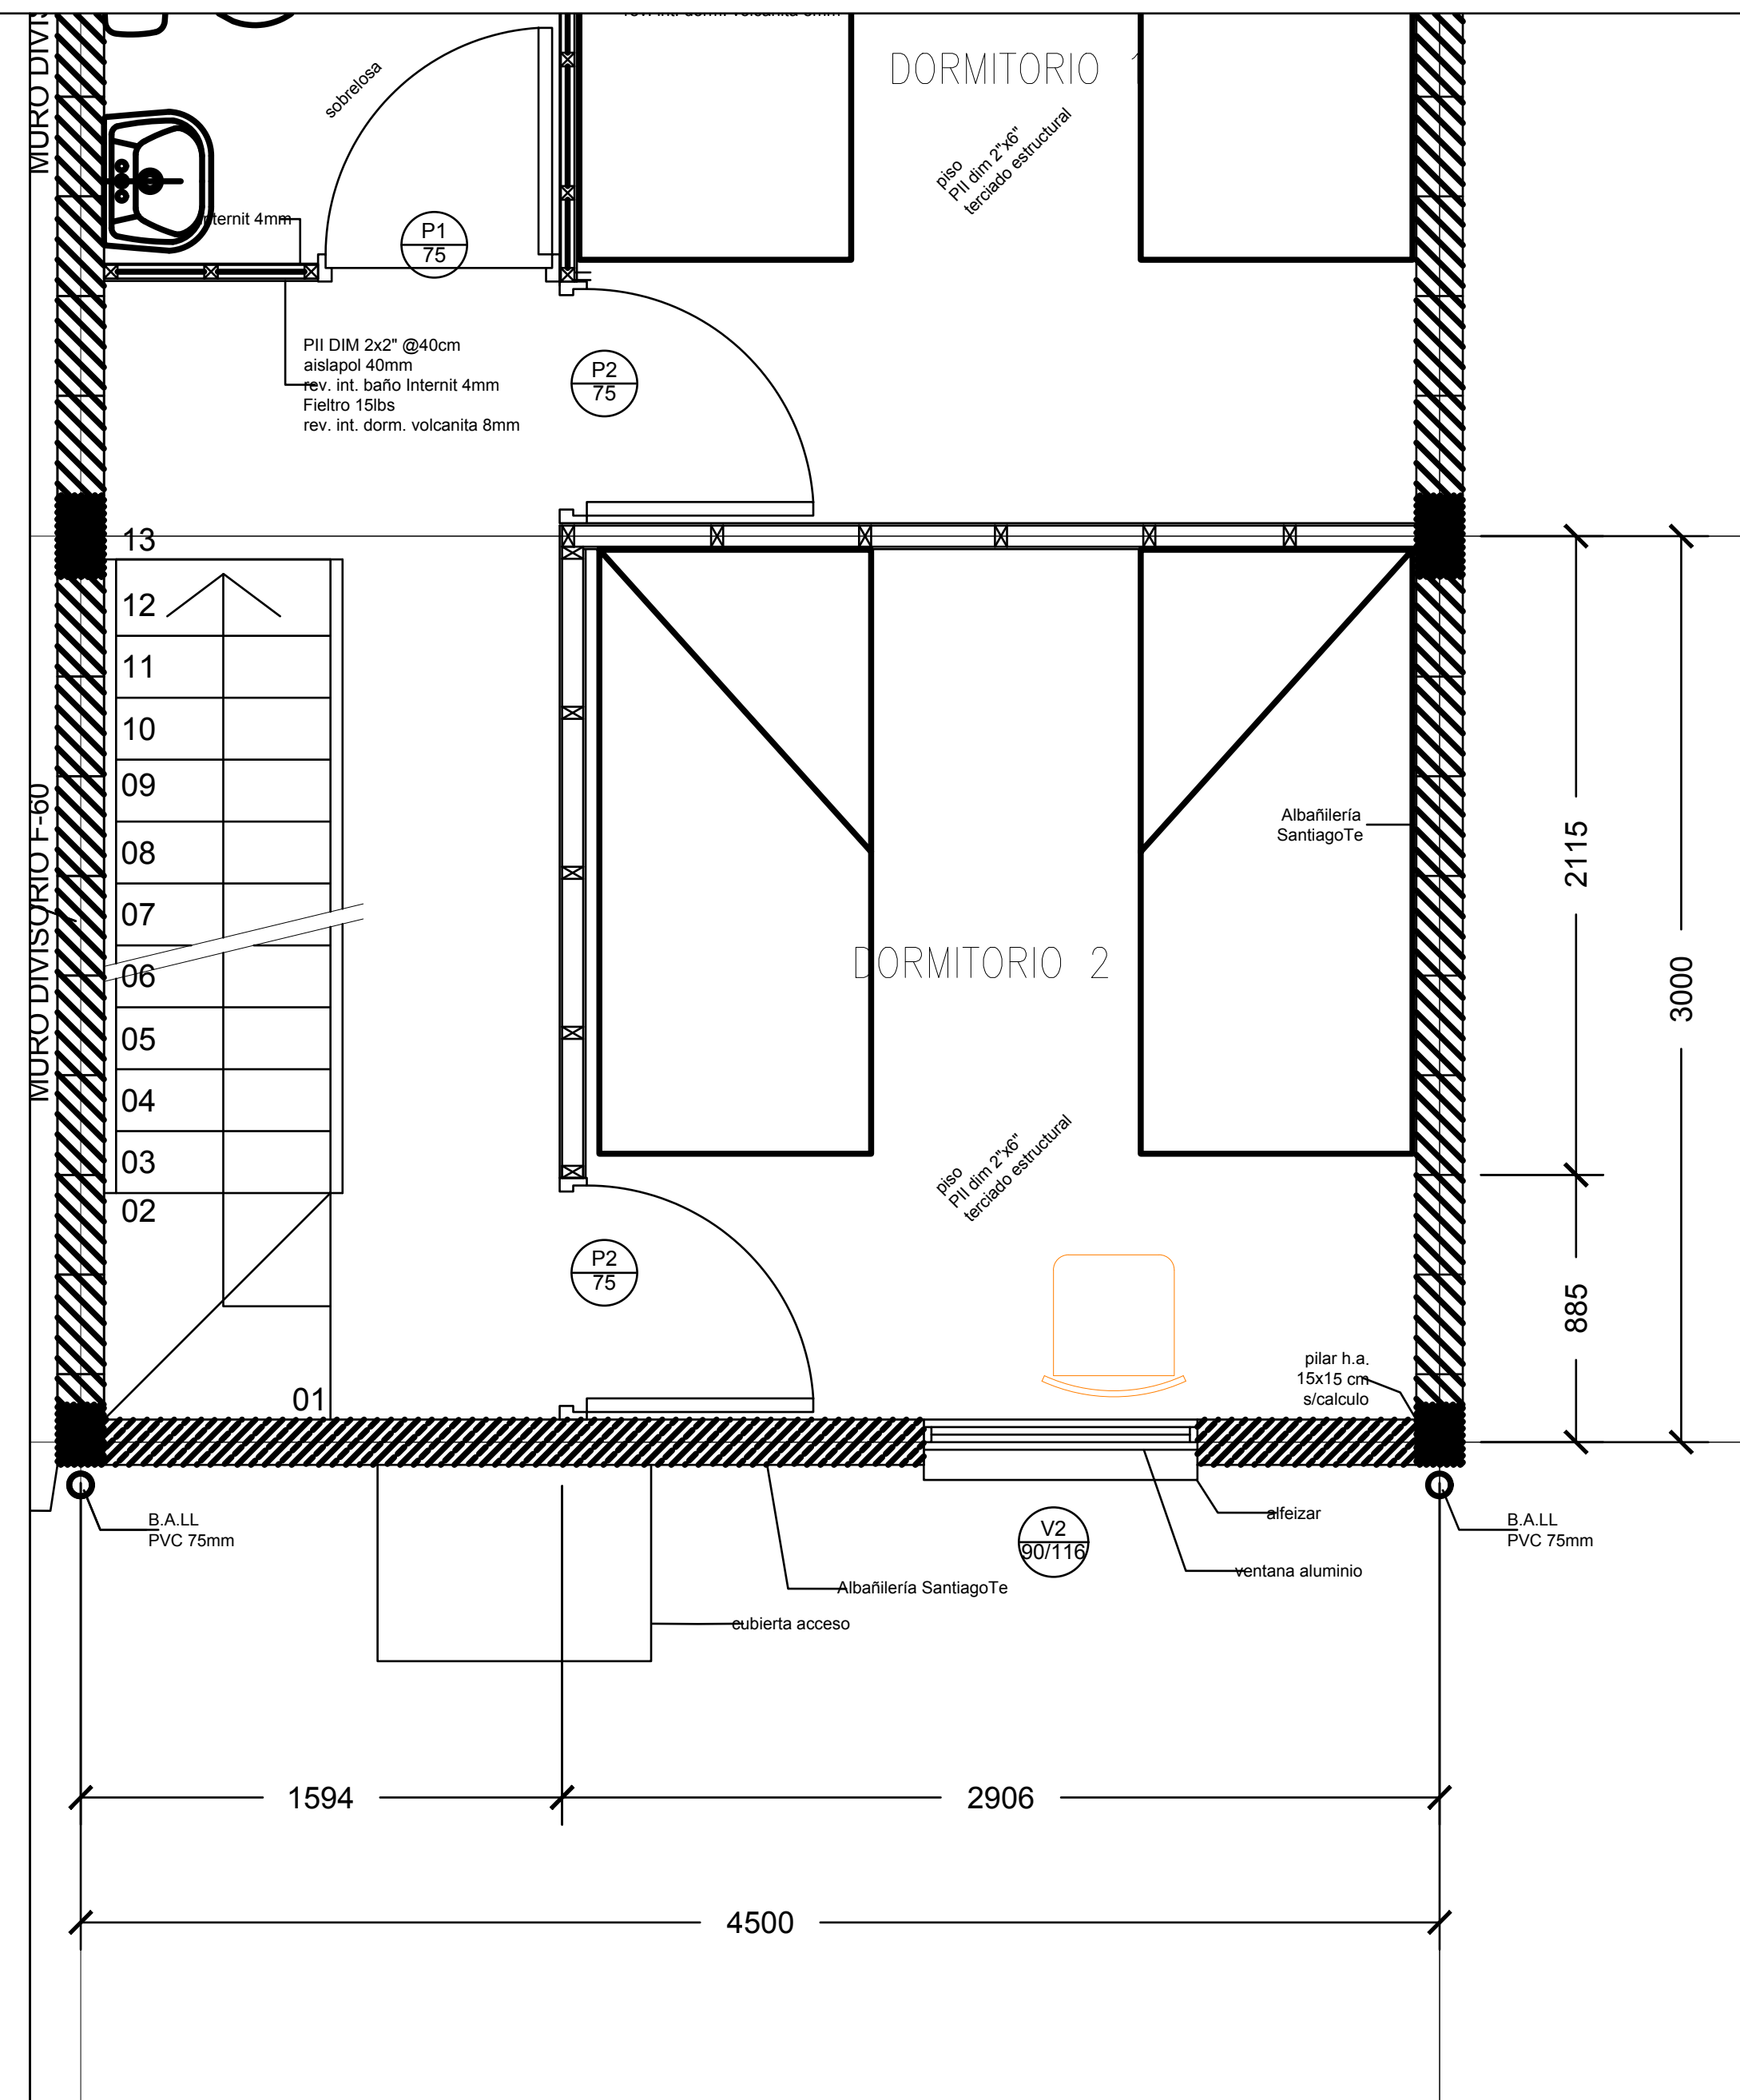 DORMITORIO 1
sobrelosa
piso
PII dim 2"x6"
terciado estructural
P1
75
PII DIM 2x2" @40cm
aislapol 40mm
rev. int. baño Internit 4mm
Fieltro 15lbs
rev. int. dorm. volcanita 8mm
P2
75
13
12
11
10
09
08
07
06
05
04
03
02
01
MURO DIVISORIO F-60
Albañilería
SantiagoTe
2115
3000
885
DORMITORIO 2
piso
PII dim 2"x6"
terciado estructural
P2
75
pilar h.a.
15x15 cm
s/calculo
B.A.LL
PVC 75mm
V2
90/116
alfeizar
ventana aluminio
B.A.LL
PVC 75mm
Albañilería SantiagoTe
cubierta acceso
1594
2906
4500